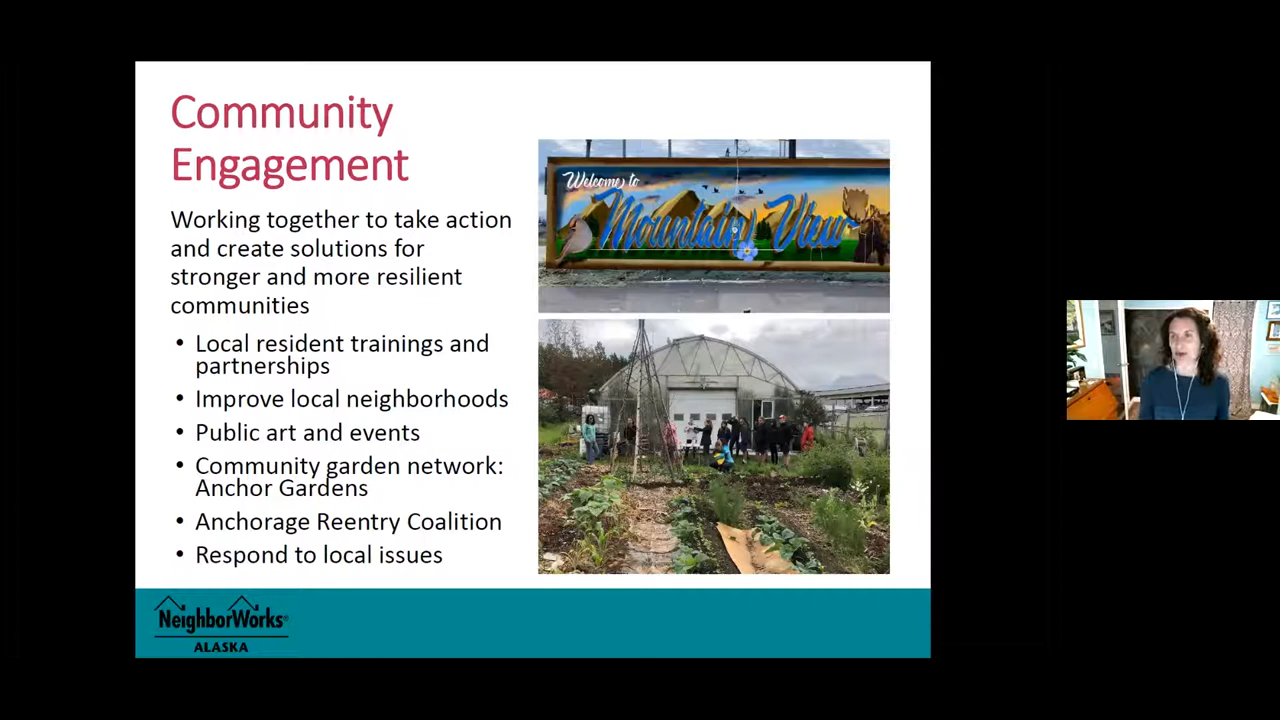 Community
Engagement
Working together to take action
and create solutions for
stronger and more resilient
communities
• Local resident trainings and
partnerships
• Improve local neighborhoods
• Public art and events
• Community garden network:
Anchor Gardens
• Anchorage Reentry Coalition
• Respond to local issues
Welcome to
Mountain View
NeighborWorks®
ALASKA